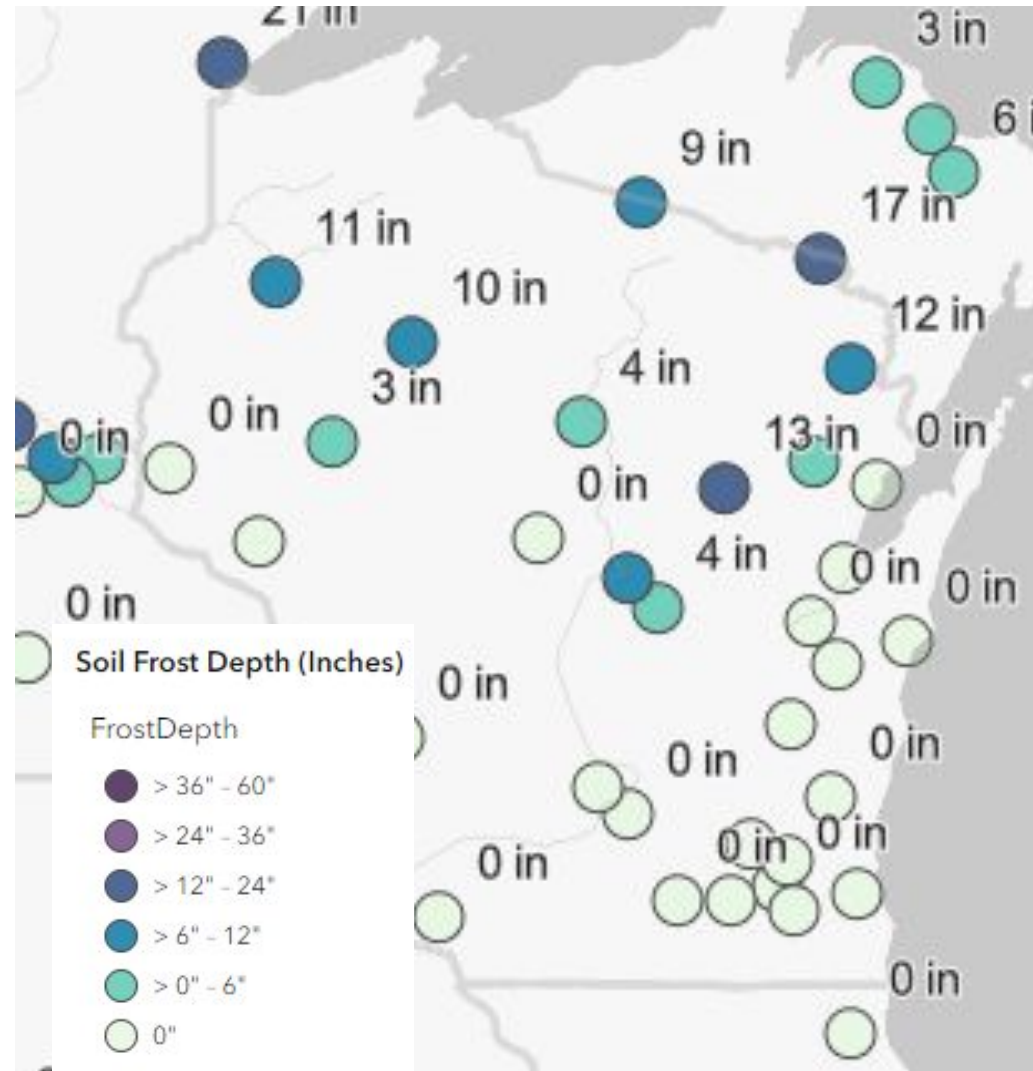 21 in
3 in
6 i
9 in
17 in
11 in
10 in
12 in
4 in
3 in
0 in
0 in
13 in
0 in
0 in
4 in
0 in
0 in
0 in
0 in
0 in
0 in
0 in
0 in
0 in
0 in
Soil Frost Depth (Inches)
FrostDepth
> 36" - 60"
> 24" - 36"
> 12" - 24"
> 6" - 12"
> 0" - 6"
0"